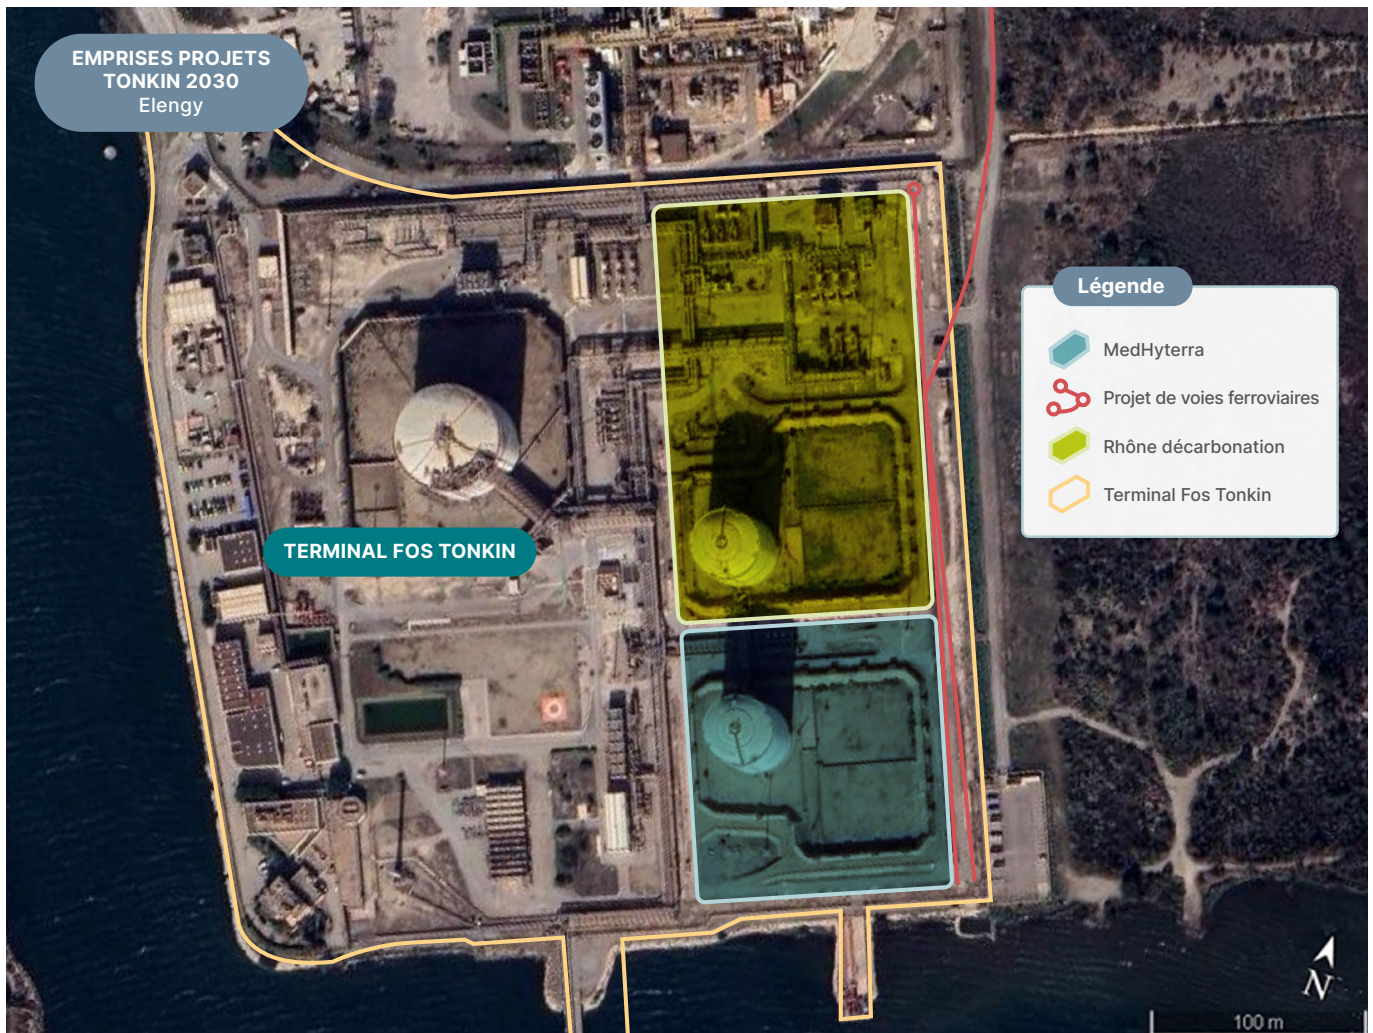 EMPRISES PROJETS
TONKIN 2030
Elengy
Légende
MedHyterra
Projet de voies ferroviaires
Rhône décarbonation
Terminal Fos Tonkin
TERMINAL FOS TONKIN
N
100 m